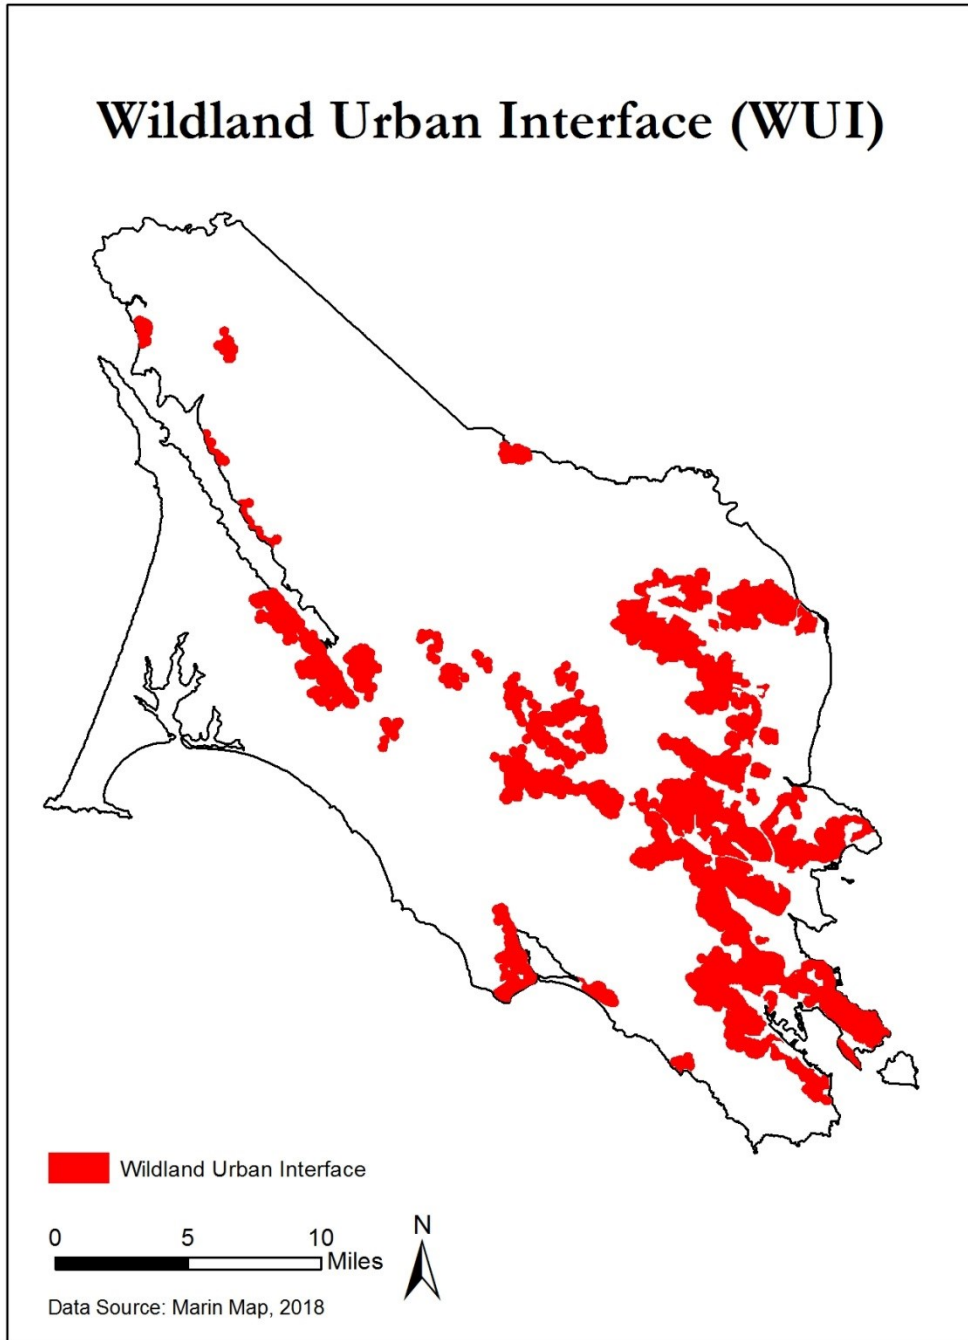 Wildland Urban Interface (WUI)
Wildland Urban Interface
0 5 10
Miles
N
Data Source: Marin Map, 2018